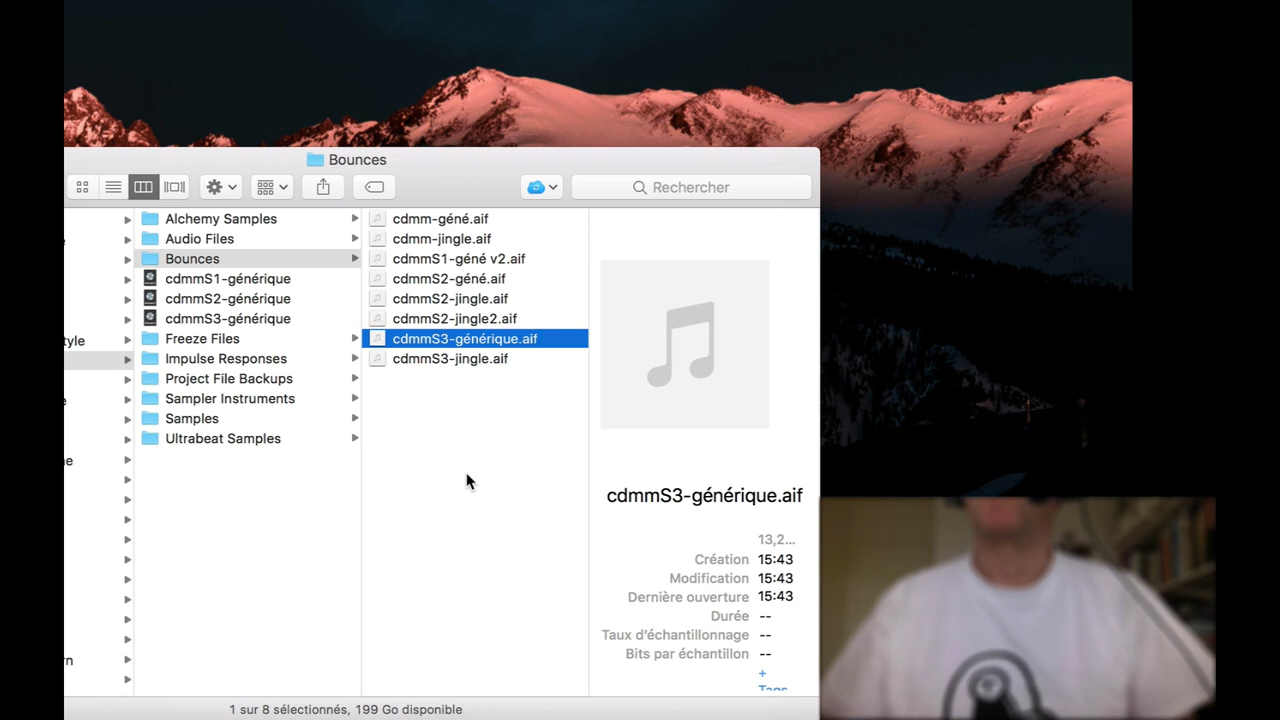 Bounces
Rechercher
tyle
Alchemy Samples
Audio Files
Bounces
cdmmS1-générique
cdmmS2-générique
cdmmS3-générique
Freeze Files
Impulse Responses
Project File Backups
Sampler Instruments
Samples
Ultrabeat Samples
cdmm-géné.aif
cdmm-jingle.aif
cdmmS1-géné v2.aif
cdmmS2-géné.aif
cdmmS2-jingle.aif
cdmmS2-jingle2.aif
cdmmS3-générique.aif
cdmmS3-jingle.aif
cdmmS3-générique.aif
13,2...
Création 15:43
Modification 15:43
Dernière ouverture 15:43
Durée --
Taux d'échantillonnage --
Bits par échantillon --
+
Tags...
1 sur 8 sélectionnés, 199 Go disponible